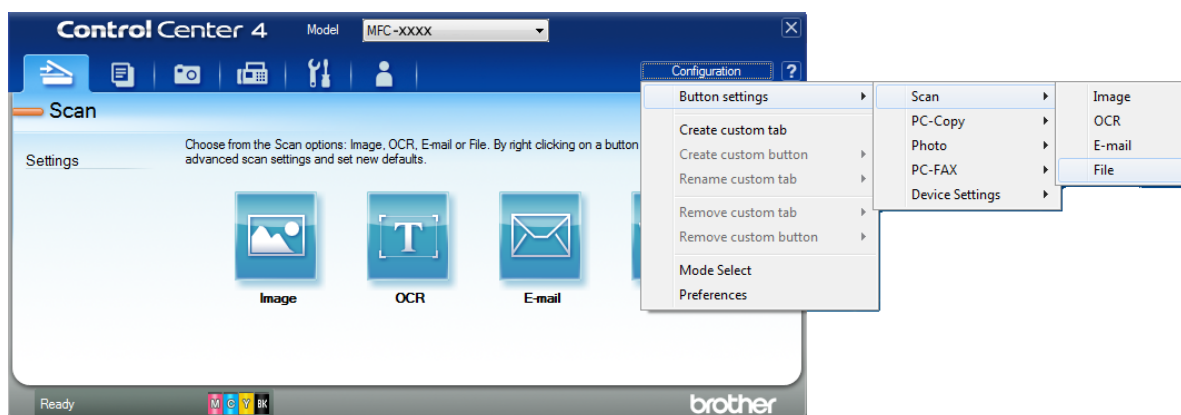 Control Center 4
Model
MFC-XXXX
Configuration
?
Scan
Settings
Choose from the Scan options: Image, OCR, E-mail or File. By right clicking on a button
advanced scan settings and set new defaults.
T
Image
OCR
E-mail
Button settings
Create custom tab
Create custom button
Rename custom tab
Remove custom tab
Remove custom button
Mode Select
Preferences
Scan
PC-Copy
Photo
PC-FAX
Device Settings
Image
OCR
E-mail
File
Ready
M C Y BK
brother